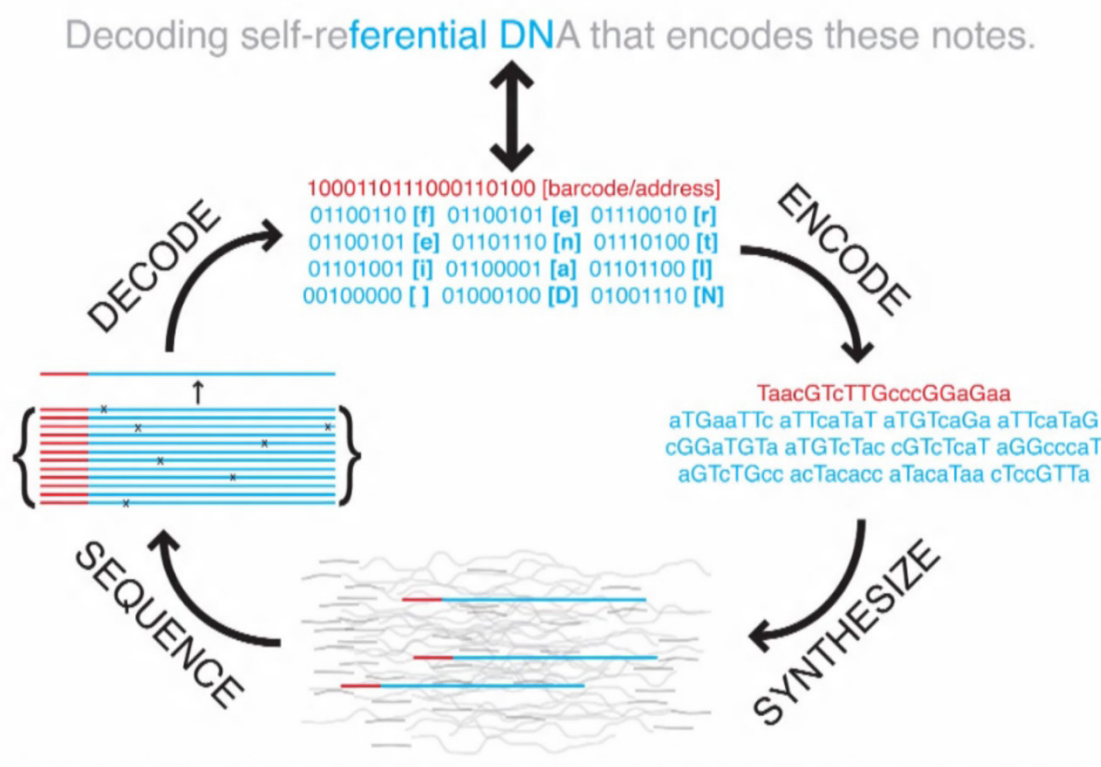 Decoding self-referential DNA that encodes these notes.
1000110111000110100 [barcode/address]
01100110 [f] 01100101 [e] 01110010 [r]
01100101 [e] 01101110 [n] 01110100 [t]
01101001 [i] 01100001 [a] 01101100 [l]
00100000 [ ] 01000100 [D] 01001110 [N]
DECODE
ENCODE
TaacGTcTTGcccGGaGaa
aTGaaTTc aTTcaTaT aTGTcaGa aTTcaTaG
cGGaTGTa aTGTcTac cGTcTcaT aGGcccaT
aGTcTGcc acTacacc aTacaTaa cTccGTTa
x
x x
x
x
x
x
SEQUENCE
SYNTHESIZE